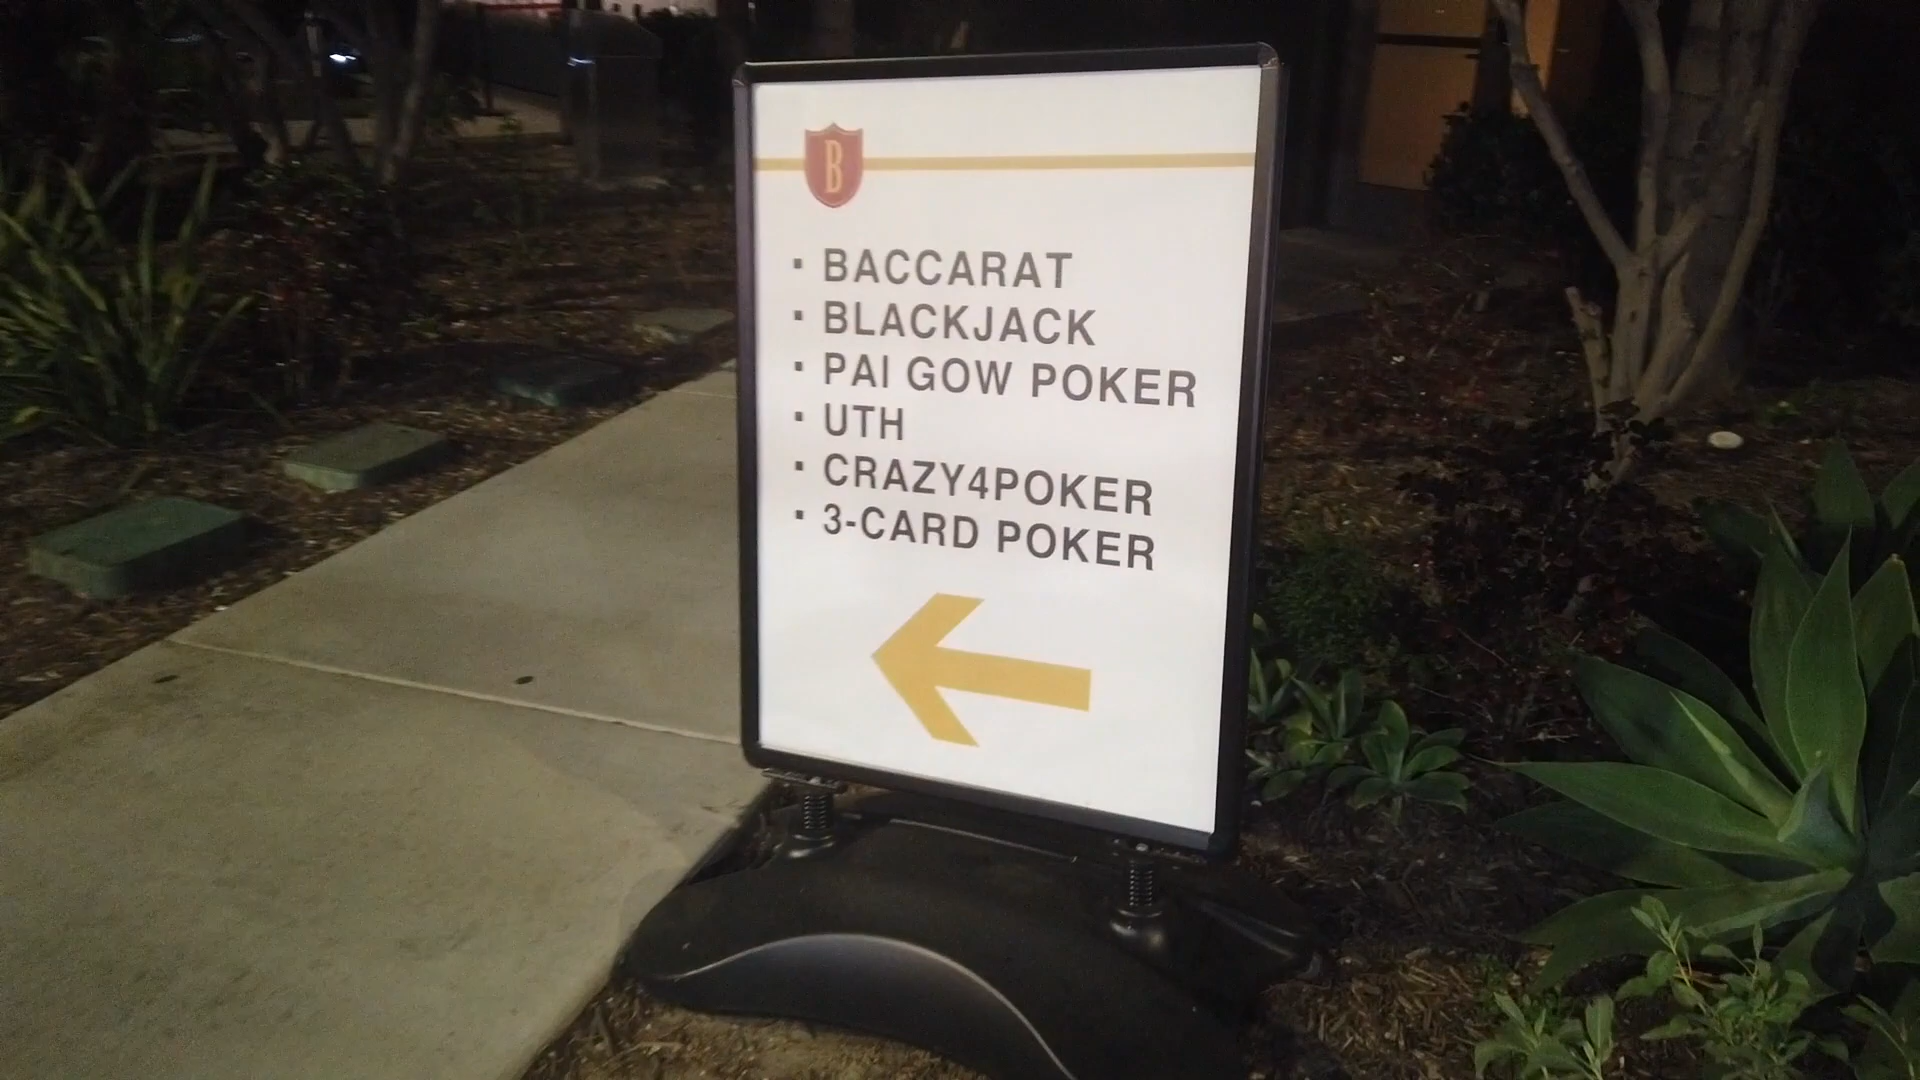 B
▪ BACCARAT
▪ BLACKJACK
▪ PAI GOW POKER
▪ UTH
▪ CRAZY4POKER
▪ 3-CARD POKER